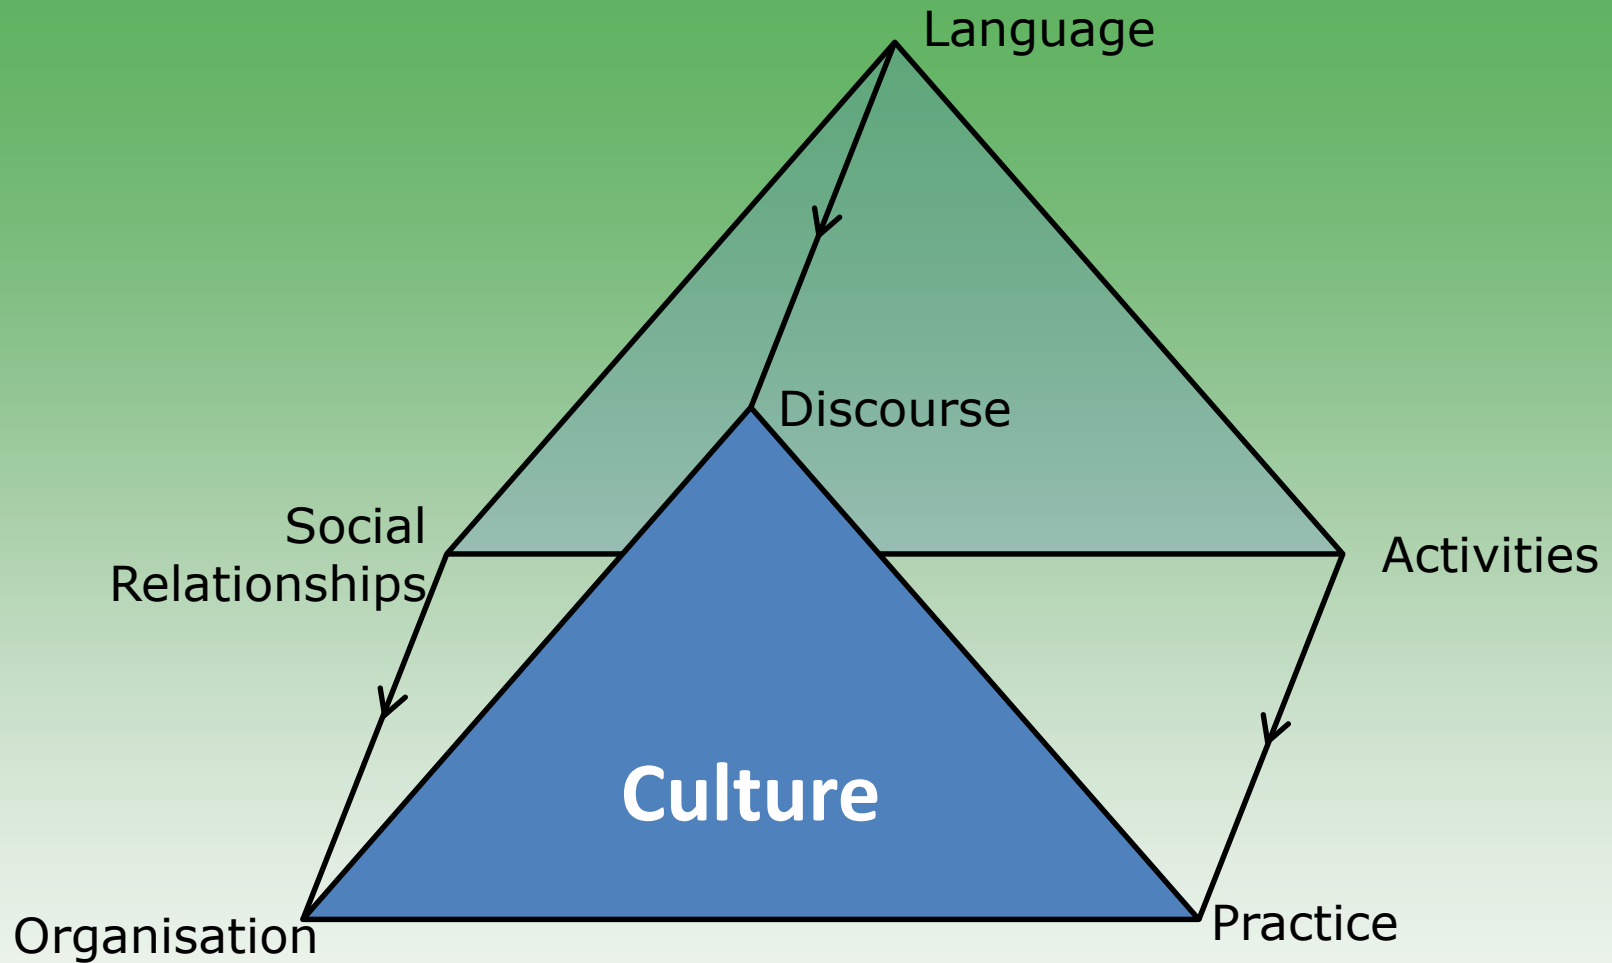 Language
Discourse
Social
Relationships
Activities
Culture
Organisation
Practice